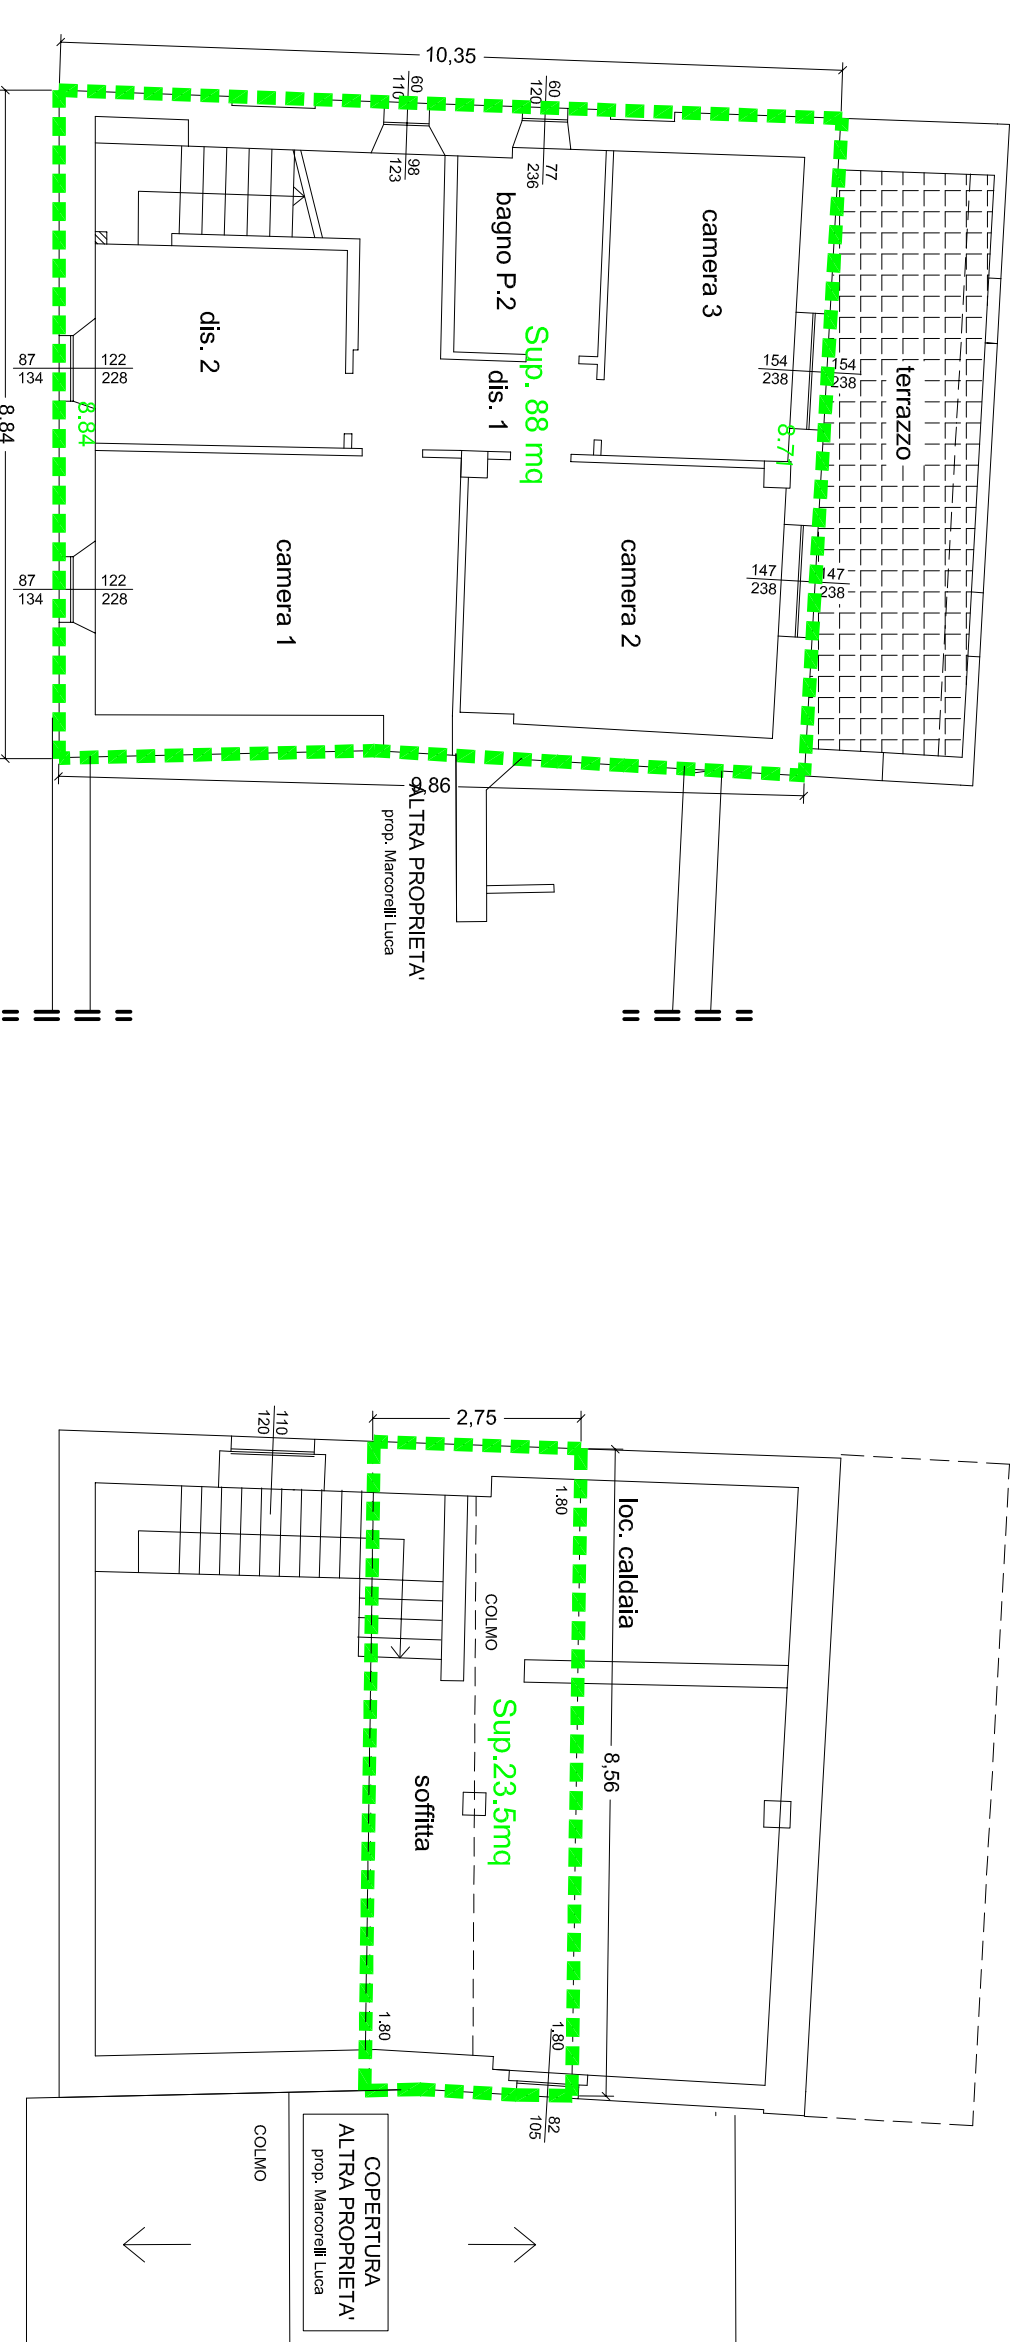 10,35
60
110
98
123
60
120
77
236
camera 3
bagno P.2
dis. 2
dis. 1
Sup. 88 mq
terrazzo
154
238
154
238
8.71
87
134
122
228
8.84
8,84
camera 1
camera 2
147
238
147
238
87
134
122
228
9,86
ALTRA PROPRIETA'
prop. Marcorelli Luca
2,75
110
120
1.80
loc. caldaia
COLMO
Sup.23.5mq
8,56
soffitta
1.80
1.80
82
105
COLMO
COPERTURA
ALTRA PROPRIETA'
prop. Marcorelli Luca